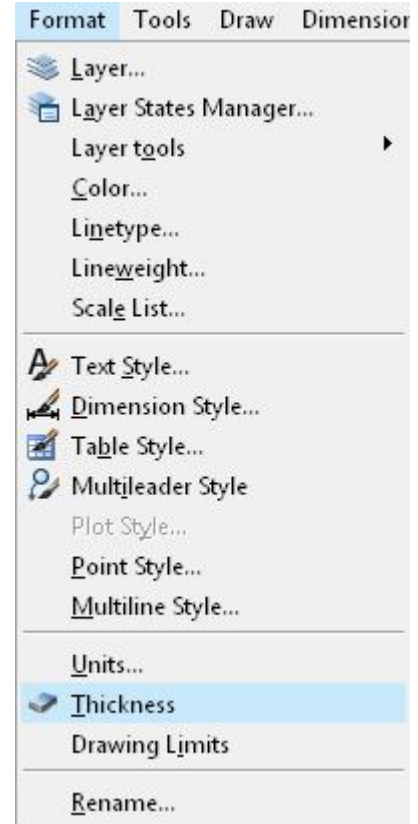 Format Tools Draw Dimension
Layer...
Layer States Manager...
Layer tools
Color...
Linetype...
Lineweight...
Scale List...
Text Style...
Dimension Style...
Table Style...
Multileader Style
Plot Style...
Point Style...
Multiline Style...
Units...
Thickness
Drawing Limits
Rename...